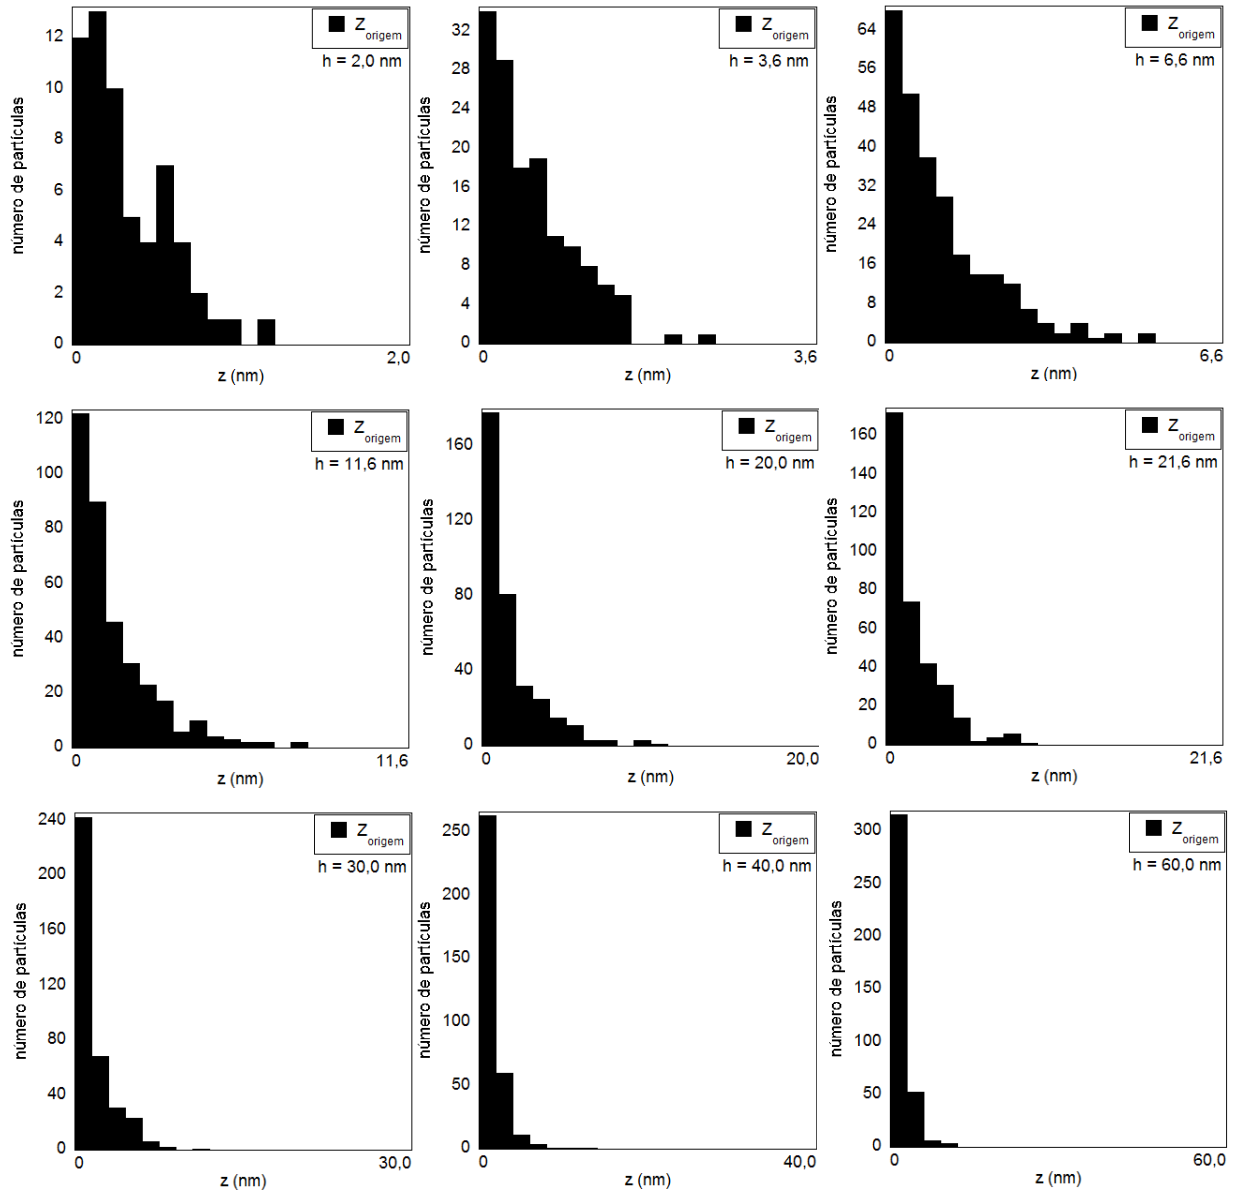 Z origem
h = 2,0 nm
número de partículas
12
10
8
6
4
2
0
0 2,0
z (nm)
Z origem
h = 3,6 nm
número de partículas
32
28
24
20
16
12
8
4
0
0 3,6
z (nm)
Z origem
h = 6,6 nm
número de partículas
64
56
48
40
32
24
16
8
0
0 6,6
z (nm)
Z origem
h = 11,6 nm
número de partículas
120
100
80
60
40
20
0
0 11,6
z (nm)
Z origem
h = 20,0 nm
número de partículas
160
120
80
40
0
0 20,0
z (nm)
Z origem
h = 21,6 nm
número de partículas
160
140
120
100
80
60
40
20
0
0 21,6
z (nm)
Z origem
h = 30,0 nm
número de partículas
240
200
160
120
80
40
0
0 30,0
z (nm)
Z origem
h = 40,0 nm
número de partículas
250
200
150
100
50
0
0 40,0
z (nm)
Z origem
h = 60,0 nm
número de partículas
300
250
200
150
100
50
0
0 60,0
z (nm)